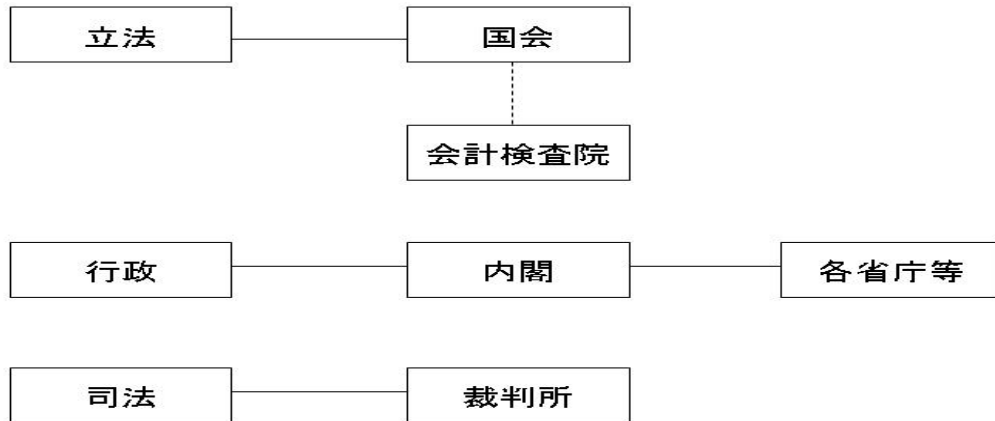 立法
国会
会計検査院
行政
内閣
各省庁等
司法
裁判所